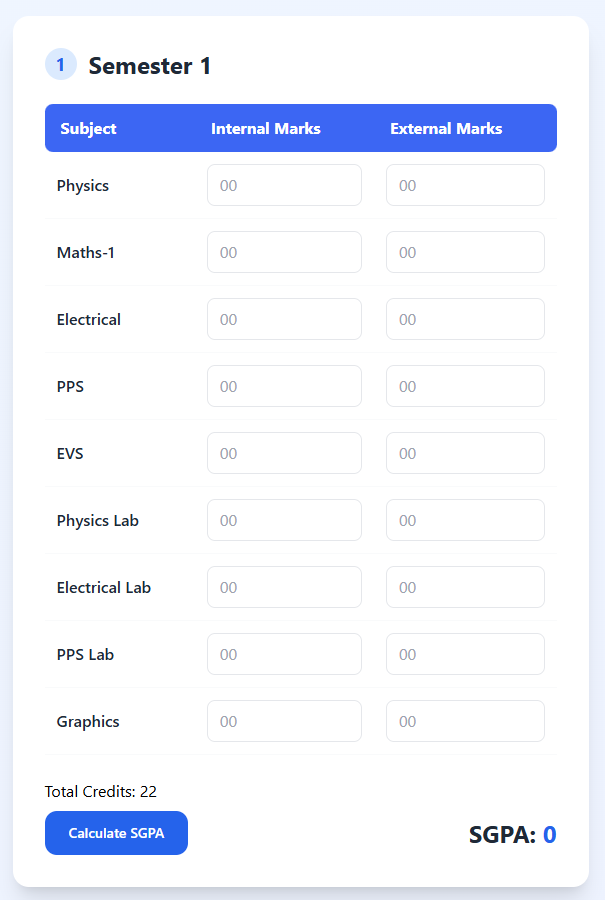 1 Semester 1
Subject Internal Marks External Marks
Physics 00 00
Maths-1 00 00
Electrical 00 00
PPS 00 00
EVS 00 00
Physics Lab 00 00
Electrical Lab 00 00
PPS Lab 00 00
Graphics 00 00
Total Credits: 22
Calculate SGPA SGPA: 0